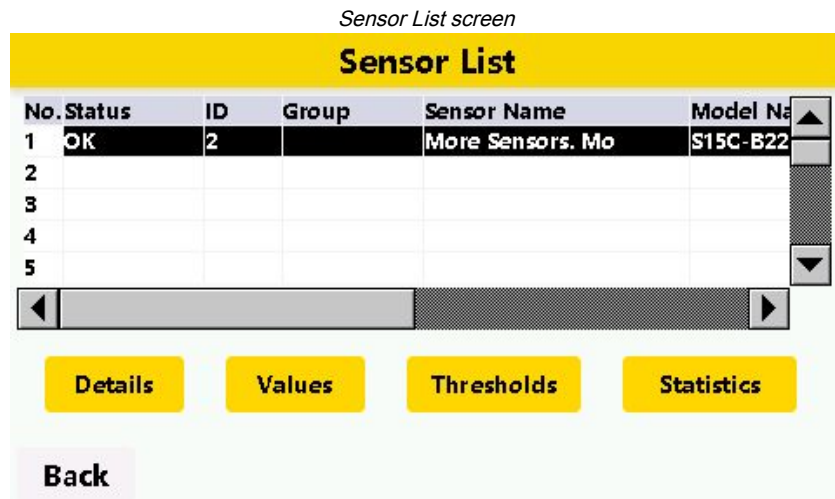 Sensor List screen
Sensor List
No. Status ID Group Sensor Name Model Na
1 OK 2 More Sensors. Mo S15C-B22
2
3
4
5
Details Values Thresholds Statistics
Back